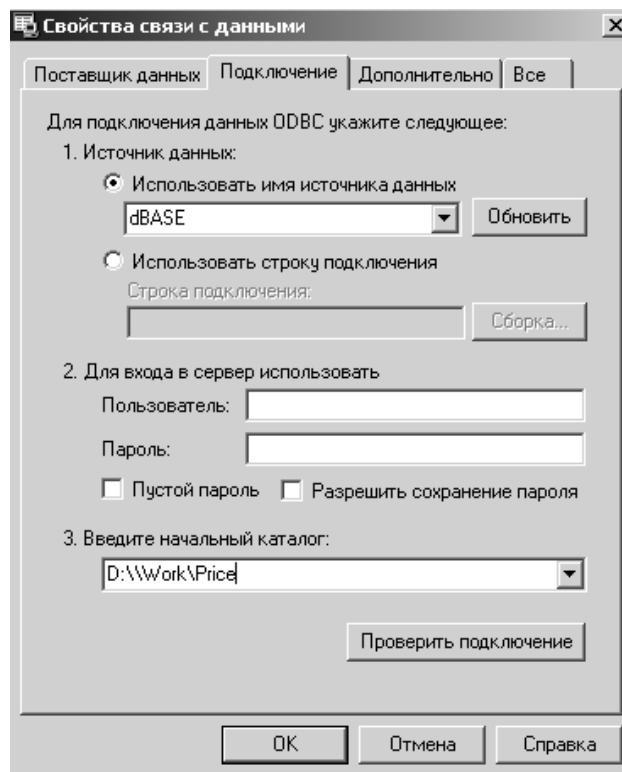 Свойства связи с данными
Поставщик данных Подключение Дополнительно Все
Для подключения данных ODBC укажите следующее:
1. Источник данных:
Использовать имя источника данных
dBASE Обновить
Использовать строку подключения
Строка подключения:
Сборка...
2. Для входа в сервер использовать
Пользователь:
Пароль:
Пустой пароль Разрешить сохранение пароля
3. Введите начальный каталог:
D:\\Work\Price
Проверить подключение
OK Отмена Справка